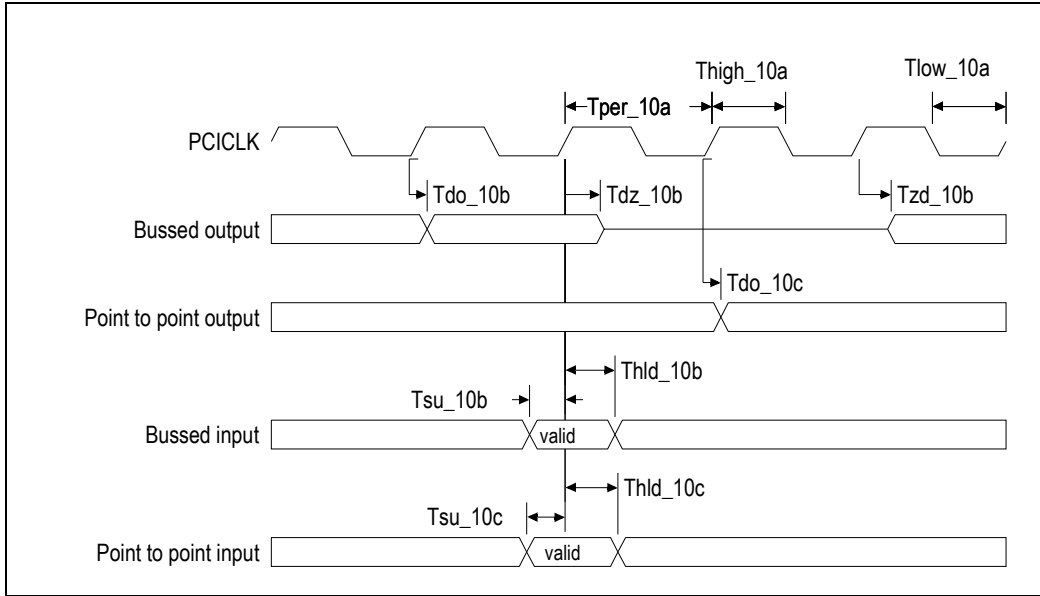 Thigh_10a
Tlow_10a
Tper_10a
PCICLK
Tdo_10b
Tdz_10b
Tzd_10b
Bussed output
Tdo_10c
Point to point output
Thld_10b
Tsu_10b
Bussed input
valid
Thld_10c
Tsu_10c
Point to point input
valid